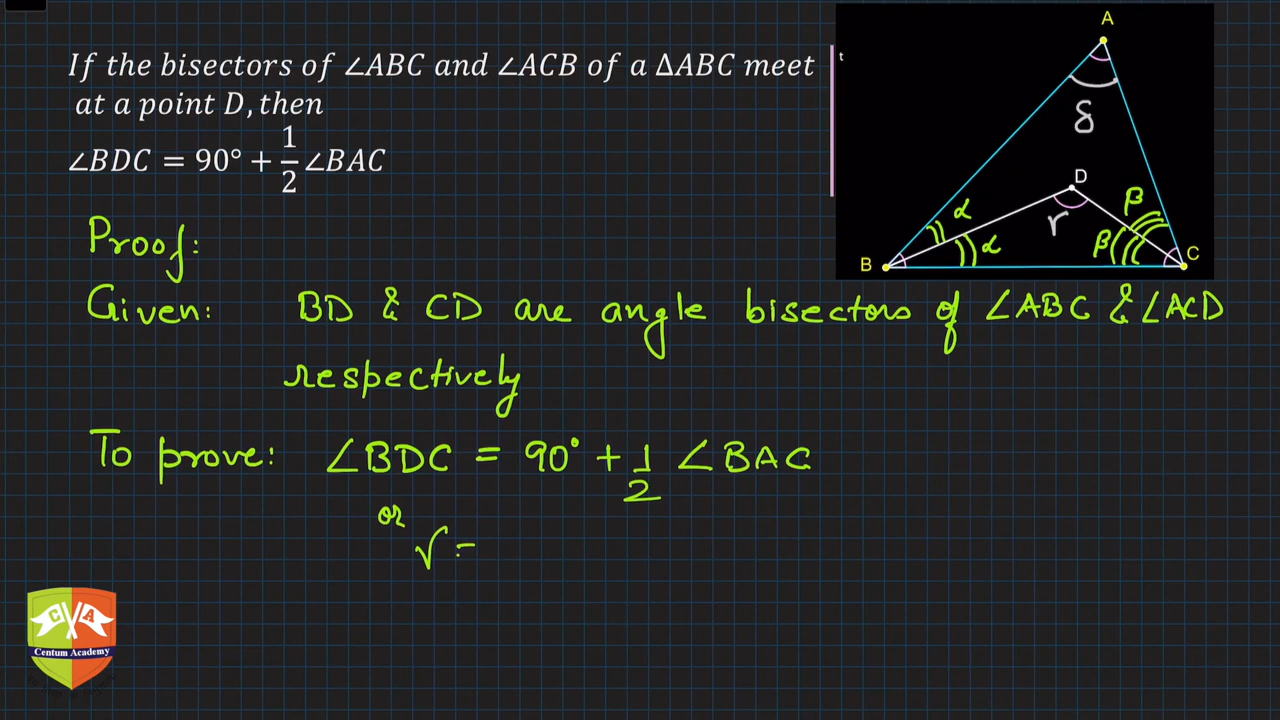 If the bisectors of ∠ABC and ∠ACB of a ΔABC meet
at a point D, then
∠BDC = 90° + 1/2 ∠BAC
t
A
δ
D
α
α
r
β
β
B
C
Proof:
Given: BD & CD are angle bisectors of ∠ABC & ∠ACD
respectively
To prove: ∠BDC = 90° + 1/2 ∠BAC
or
√ =
C A
Centum Academy